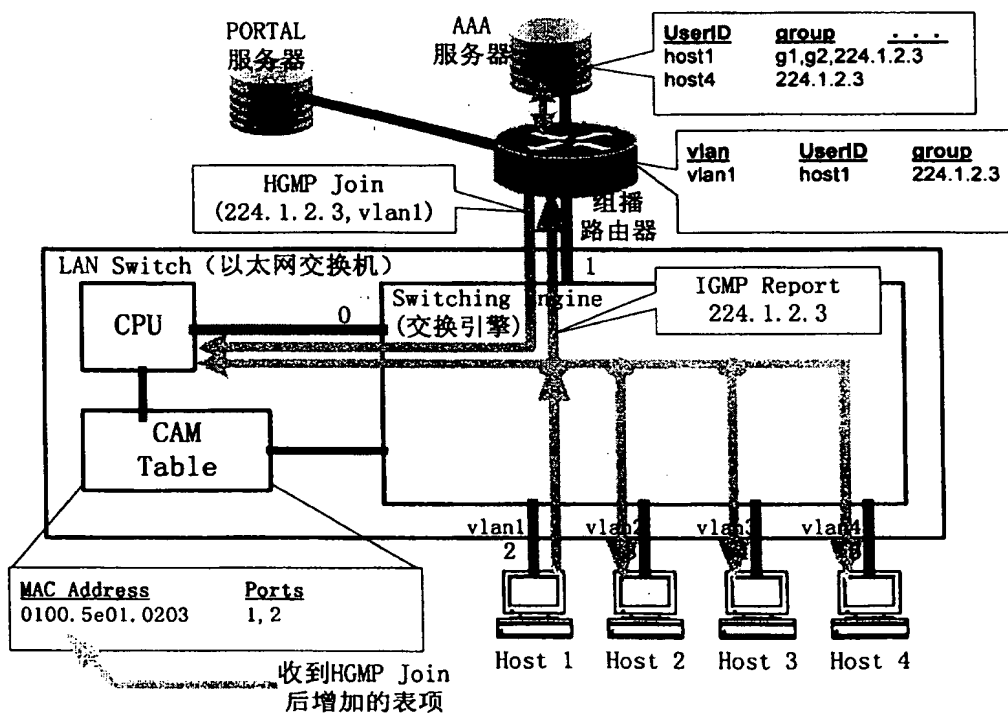 PORTAL
服务器
AAA
服务器
UserID group ...
host1 g1,g2,224.1.2.3
host4 224.1.2.3
vlan UserID group
vlan1 host1 224.1.2.3
HGMP Join
(224.1.2.3,vlan1)
组播
路由器
LAN Switch(以太网交换机)
1
CPU
0
Switching Engine
(交换引擎)
IGMP Report
224.1.2.3
CAM
Table
vlan1
2
vlan2
vlan3
vlan4
MAC Address Ports
0100.5e01.0203 1,2
Host 1
Host 2
Host 3
Host 4
收到HGMP Join
后增加的表项